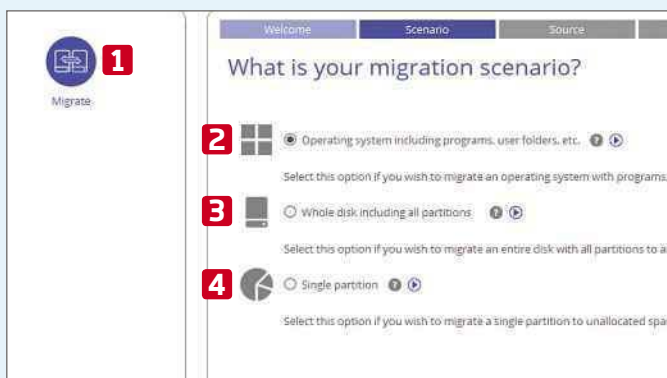 Welcome
Scenario
Source
1
Migrate
What is your migration scenario?
2
Operating system including programs, user folders, etc. ?
Select this option if you wish to migrate an operating system with programs,
3
Whole disk including all partitions ?
Select this option if you wish to migrate an entire disk with all partitions to a
4
Single partition ?
Select this option if you wish to migrate a single partition to unallocated spa